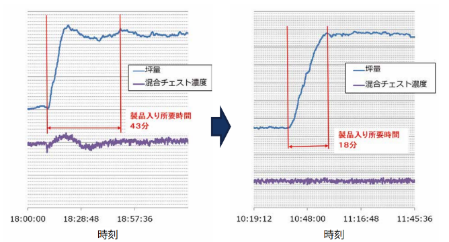 坪量
混合チェスト濃度
製品入り所要時間
43分
18:00:00
18:28:48
18:57:36
時刻
坪量
混合チェスト濃度
製品入り所要時間
18分
10:19:12
10:48:00
11:16:48
11:45:36
時刻